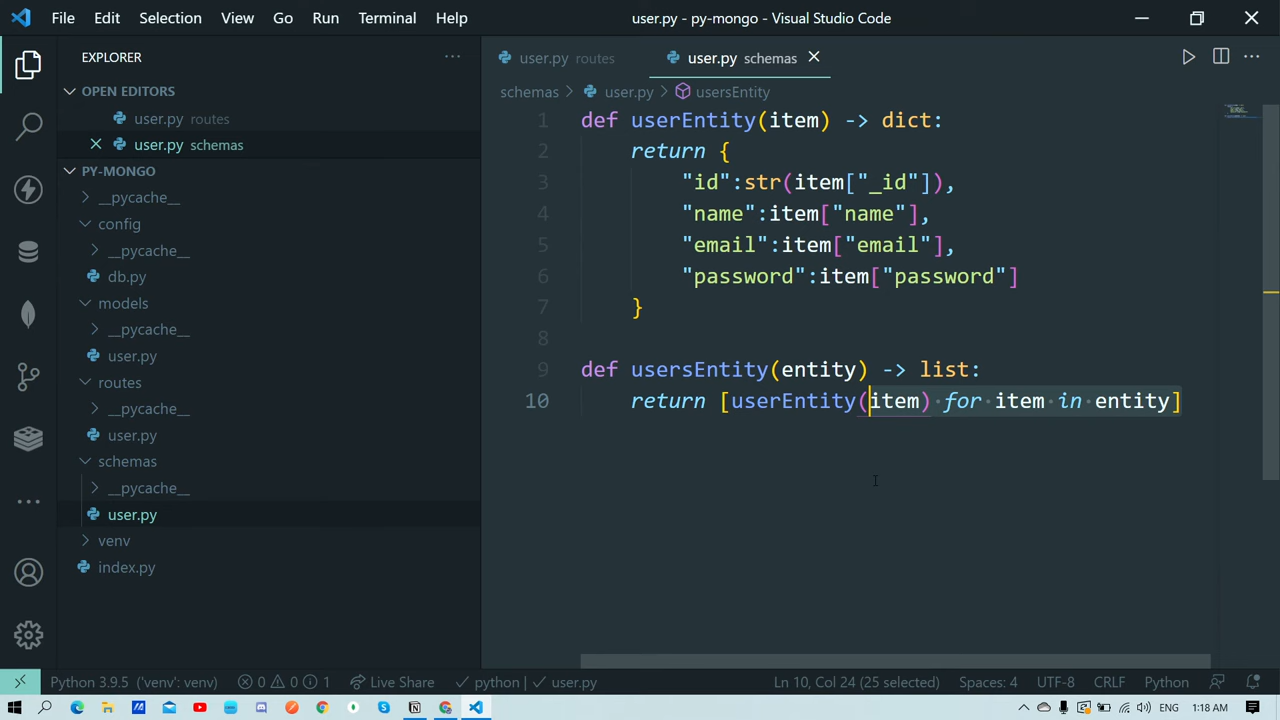 File Edit Selection View Go Run Terminal Help user.py - py-mongo - Visual Studio Code
EXPLORER
OPEN EDITORS
user.py routes
user.py schemas
PY-MONGO
__pycache__
config
__pycache__
db.py
models
__pycache__
user.py
routes
__pycache__
user.py
schemas
__pycache__
user.py
venv
index.py
user.py routes user.py schemas
schemas > user.py > usersEntity
1 def userEntity(item) -> dict:
2 return {
3 "id":str(item["_id"]),
4 "name":item["name"],
5 "email":item["email"],
6 "password":item["password"]
7 }
8
9 def usersEntity(entity) -> list:
10 return [userEntity(item) for item in entity]
Python 3.9.5 ('venv': venv) 0 0 1 Live Share python | user.py Ln 10, Col 24 (25 selected) Spaces: 4 UTF-8 CRLF Python
ENG 1:18 AM